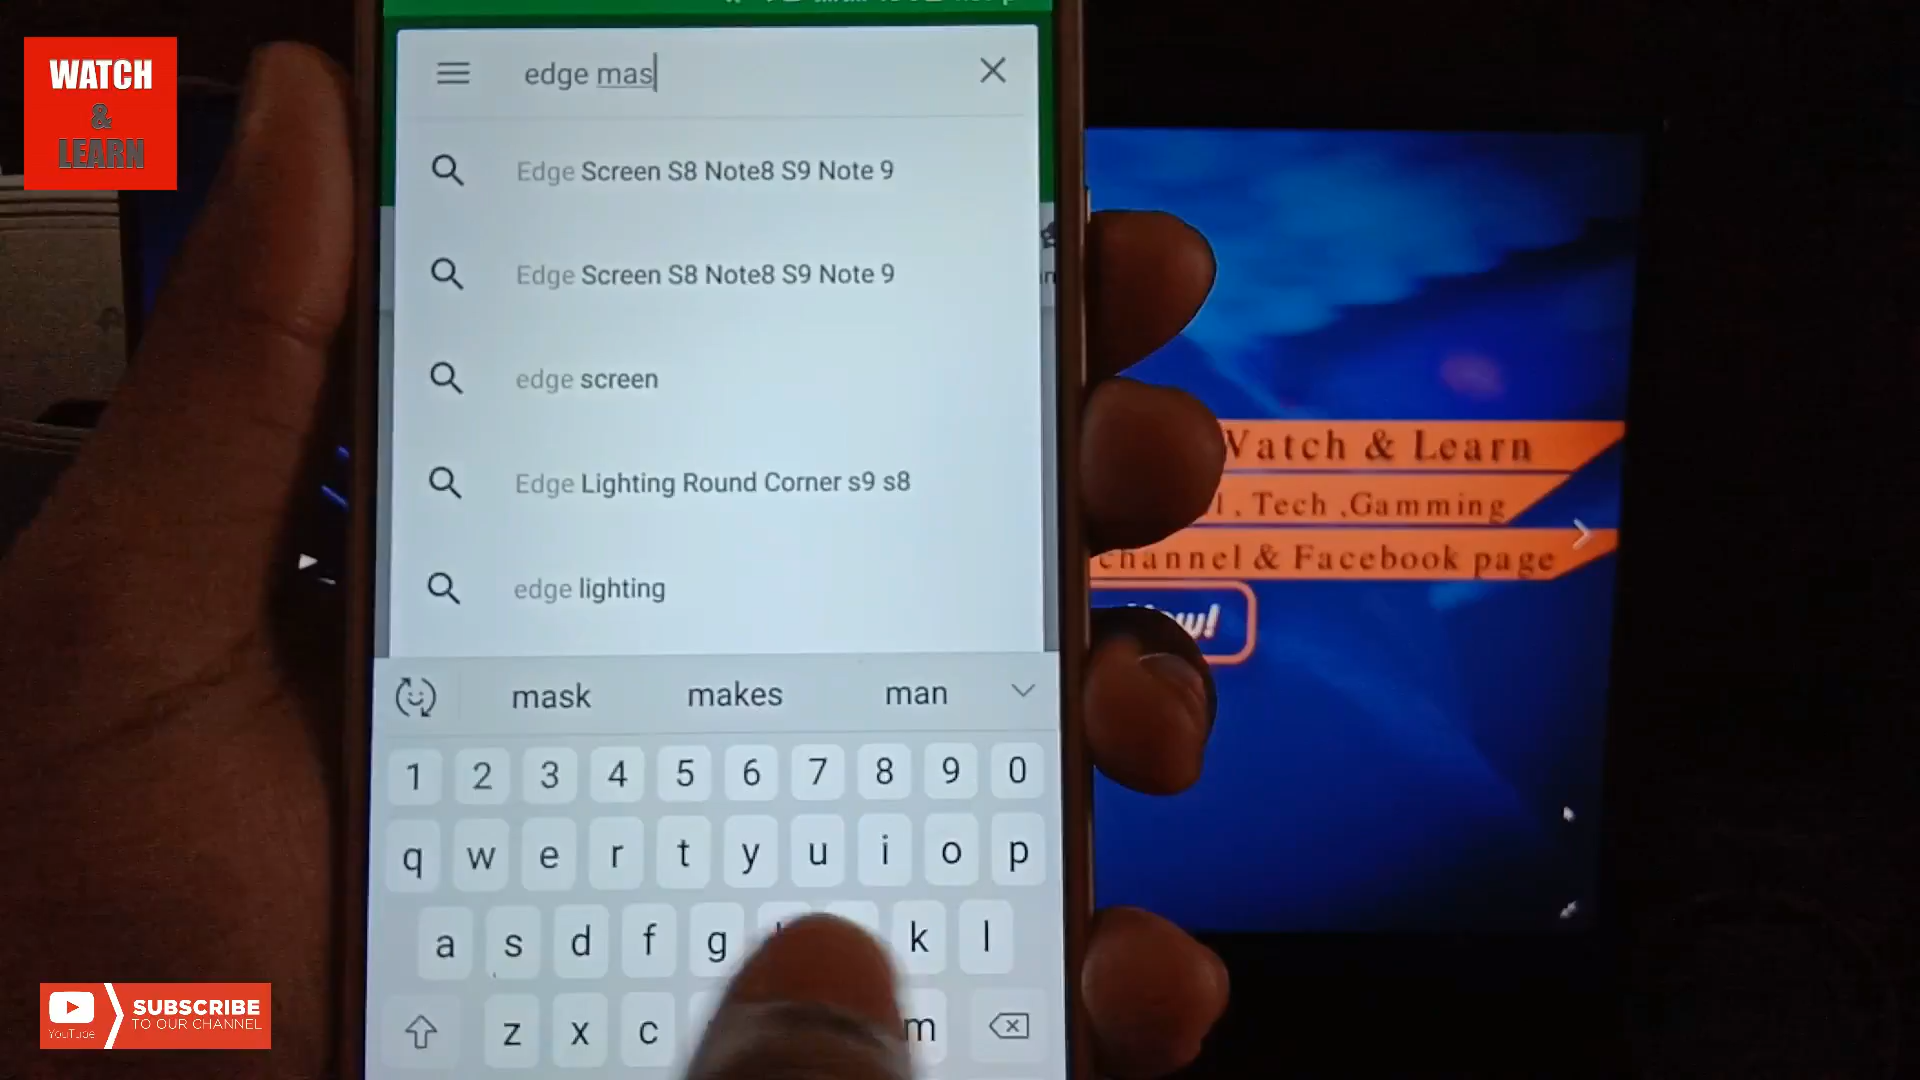 WATCH
&
LEARN
edge mas
Edge Screen S8 Note8 S9 Note 9
Edge Screen S8 Note8 S9 Note 9
edge screen
Edge Lighting Round Corner s9 s8
edge lighting
mask makes man
1 2 3 4 5 6 7 8 9 0
q w e r t y u i o p
a s d f g k l
z x c m
Watch & Learn
, Tech ,Gamming
channel & Facebook page
YouTube
SUBSCRIBE
TO OUR CHANNEL